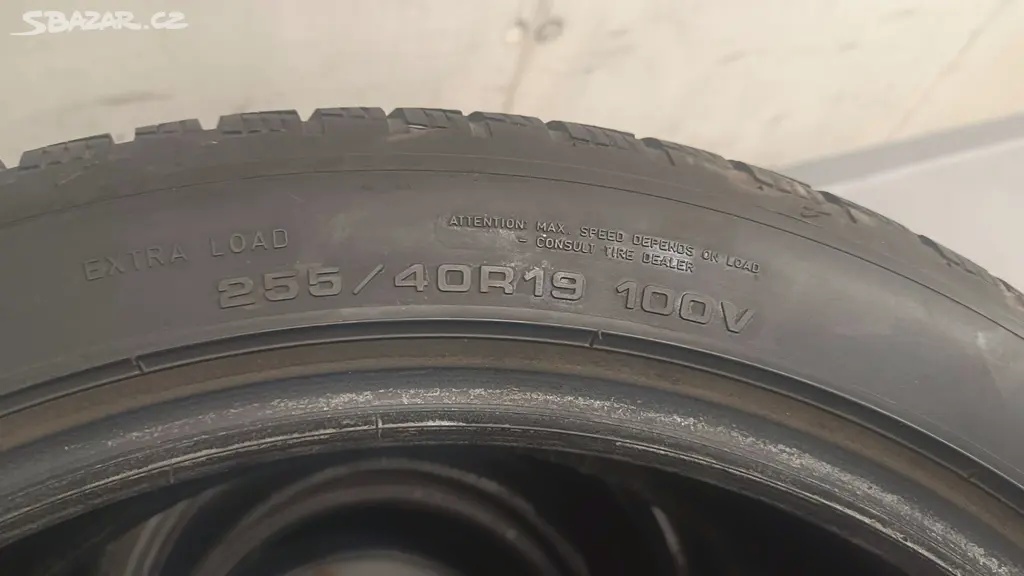 SBAZAR.CZ
EXTRA LOAD
ATTENTION: MAX. SPEED DEPENDS ON LOAD
- CONSULT TIRE DEALER
255/40R19 100V